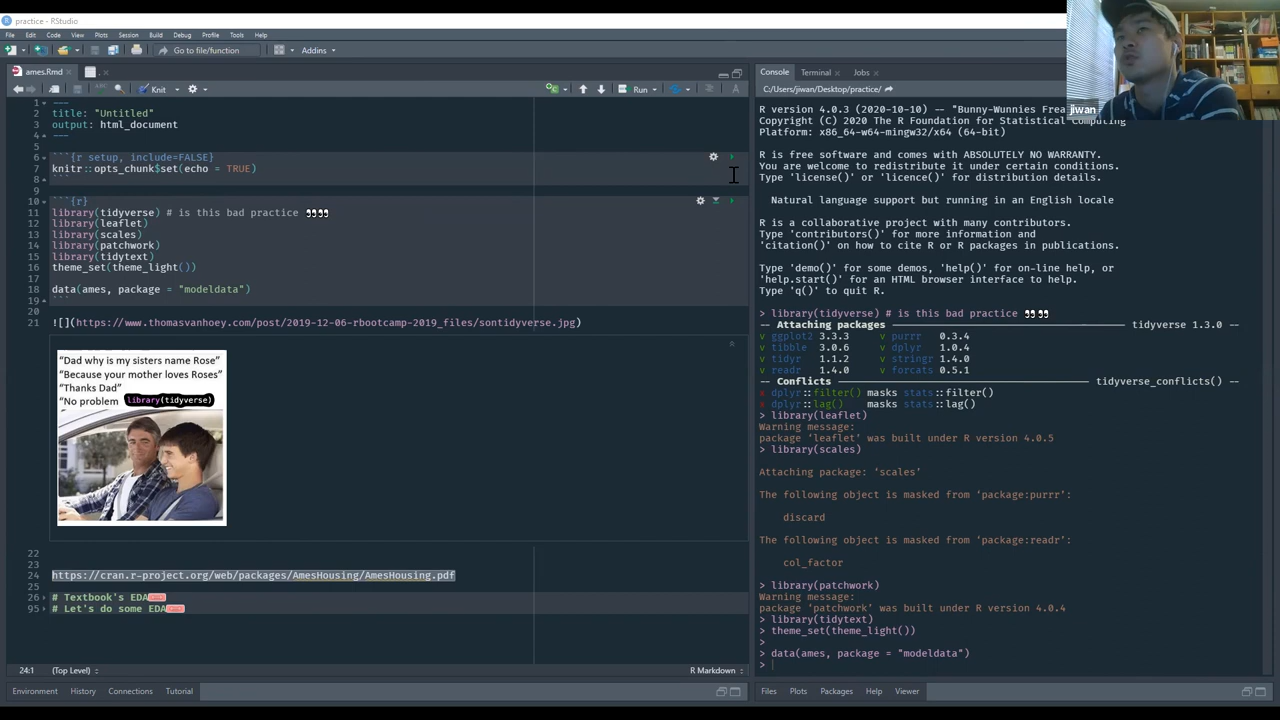 practice - RStudio
File Edit Code View Plots Session Build Debug Profile Tools Help
Go to file/function Addins
ames.Rmd
Knit Run
1 ---
2 title: "Untitled"
3 output: html_document
4 ---
5
6 ```{r setup, include=FALSE}
7 knitr::opts_chunk$set(echo = TRUE)
8 ```
9
10 ```{r}
11 library(tidyverse) # is this bad practice 👀👀
12 library(leaflet)
13 library(scales)
14 library(patchwork)
15 library(tidytext)
16 theme_set(theme_light())
17
18 data(ames, package = "modeldata")
19 ```
20
21 ![](https://www.thomasvanhoey.com/post/2019-12-06-rbootcamp-2019_files/sontidyverse.jpg)
"Dad why is my sisters name Rose"
"Because your mother loves Roses"
"Thanks Dad"
"No problem library(tidyverse)
22
23
24 https://cran.r-project.org/web/packages/AmesHousing/AmesHousing.pdf
25
26 # Textbook's EDA
95 # Let's do some EDA
24:1 (Top Level) R Markdown
Environment History Connections Tutorial
Console Terminal Jobs
C:/Users/jiwan/Desktop/practice/
jiwan
R version 4.0.3 (2020-10-10) -- "Bunny-Wunnies Frea
Copyright (C) 2020 The R Foundation for Statistical Computing
Platform: x86_64-w64-mingw32/x64 (64-bit)
R is free software and comes with ABSOLUTELY NO WARRANTY.
You are welcome to redistribute it under certain conditions.
Type 'license()' or 'licence()' for distribution details.
Natural language support but running in an English locale
R is a collaborative project with many contributors.
Type 'contributors()' for more information and
'citation()' on how to cite R or R packages in publications.
Type 'demo()' for some demos, 'help()' for on-line help, or
'help.start()' for an HTML browser interface to help.
Type 'q()' to quit R.
> library(tidyverse) # is this bad practice 👀👀
-- Attaching packages ── tidyverse 1.3.0 --
v ggplot2 3.3.3 v purrr 0.3.4
v tibble 3.0.6 v dplyr 1.0.4
v tidyr 1.1.2 v stringr 1.4.0
v readr 1.4.0 v forcats 0.5.1
-- Conflicts ── tidyverse_conflicts() --
x dplyr::filter() masks stats::filter()
x dplyr::lag() masks stats::lag()
> library(leaflet)
Warning message:
package 'leaflet' was built under R version 4.0.5
> library(scales)
Attaching package: 'scales'
The following object is masked from 'package:purrr':
discard
The following object is masked from 'package:readr':
col_factor
> library(patchwork)
Warning message:
package 'patchwork' was built under R version 4.0.4
> library(tidytext)
> theme_set(theme_light())
>
> data(ames, package = "modeldata")
>
Files Plots Packages Help Viewer